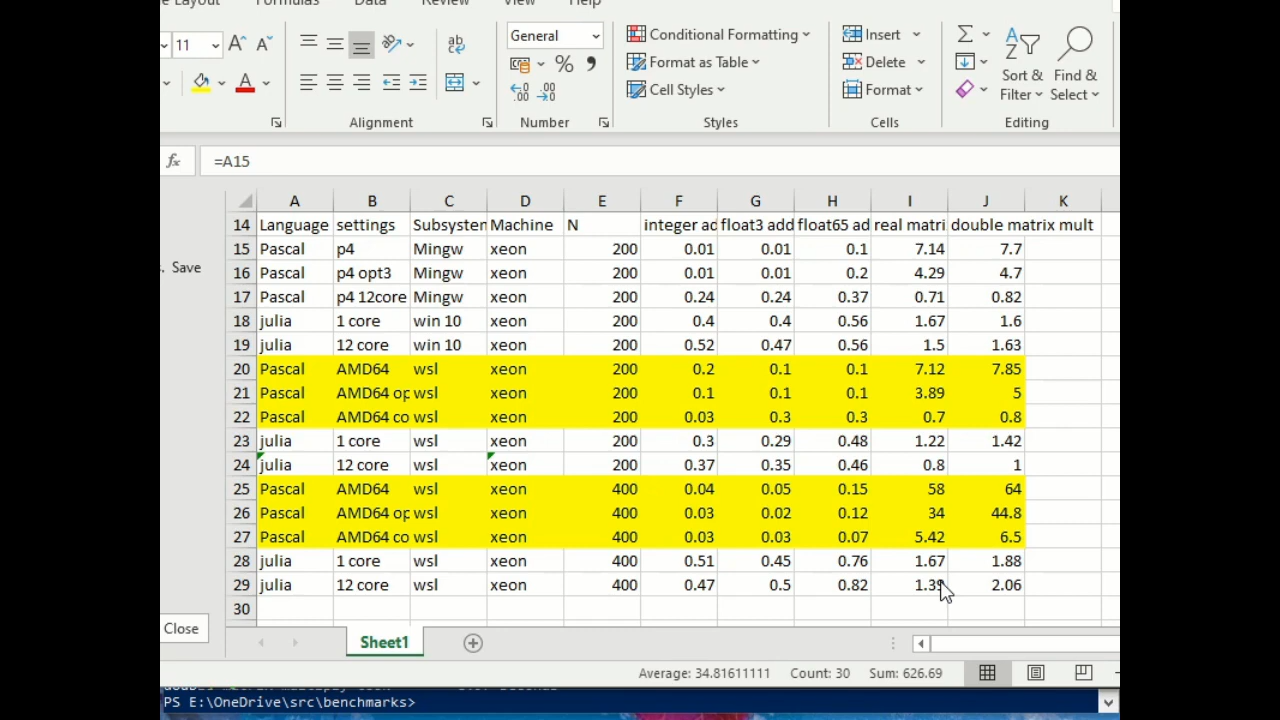 e Layout Formulas Data Review View Help
11 General Conditional Formatting Insert
Format as Table Delete Sort & Find &
Cell Styles Format Filter Select
Alignment Number Styles Cells Editing
fx =A15
A B C D E F G H I J K
14 Language settings Subsysten Machine N integer ad float3 add float65 ad real matri double matrix mult
15 Pascal p4 Mingw xeon 200 0.01 0.01 0.1 7.14 7.7
16 Pascal p4 opt3 Mingw xeon 200 0.01 0.01 0.2 4.29 4.7
17 Pascal p4 12core Mingw xeon 200 0.24 0.24 0.37 0.71 0.82
18 julia 1 core win 10 xeon 200 0.4 0.4 0.56 1.67 1.6
19 julia 12 core win 10 xeon 200 0.52 0.47 0.56 1.5 1.63
20 Pascal AMD64 wsl xeon 200 0.2 0.1 0.1 7.12 7.85
21 Pascal AMD64 op wsl xeon 200 0.1 0.1 0.1 3.89 5
22 Pascal AMD64 co wsl xeon 200 0.03 0.3 0.3 0.7 0.8
23 julia 1 core wsl xeon 200 0.3 0.29 0.48 1.22 1.42
24 julia 12 core wsl xeon 200 0.37 0.35 0.46 0.8 1
25 Pascal AMD64 wsl xeon 400 0.04 0.05 0.15 58 64
26 Pascal AMD64 op wsl xeon 400 0.03 0.02 0.12 34 44.8
27 Pascal AMD64 co wsl xeon 400 0.03 0.03 0.07 5.42 6.5
28 julia 1 core wsl xeon 400 0.51 0.45 0.76 1.67 1.88
29 julia 12 core wsl xeon 400 0.47 0.5 0.82 1.39 2.06
30
. Save
Close
Sheet1
Average: 34.81611111 Count: 30 Sum: 626.69
PS E:\OneDrive\src\benchmarks>